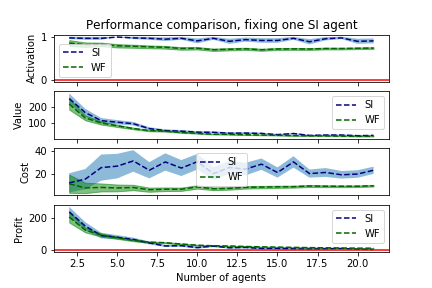 Performance comparison, fixing one SI agent
Activation
1
0
SI
WF
Value
200
100
SI
WF
Cost
40
20
SI
WF
Profit
200
0
SI
WF
2.5 5.0 7.5 10.0 12.5 15.0 17.5 20.0
Number of agents